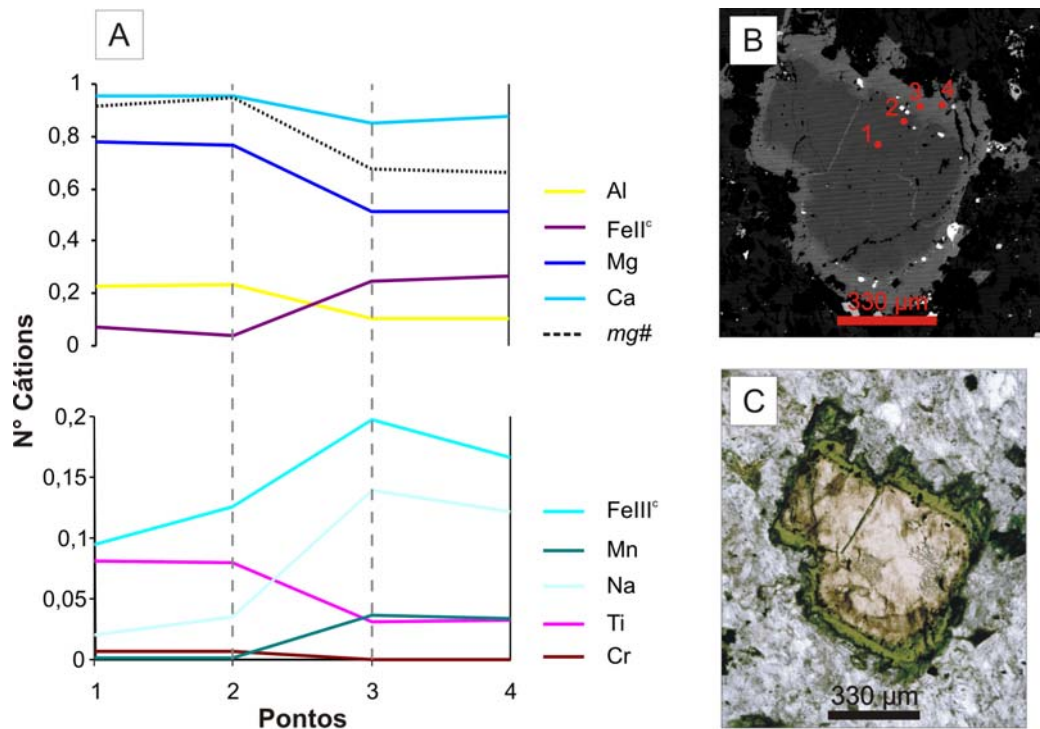 A
1
0,8
0,6
0,4
0,2
0
Al
FeIIᶜ
Mg
Ca
mg#
N° Cátions
0,2
0,15
0,1
0,05
0
FeIIIᶜ
Mn
Na
Ti
Cr
1 2 3 4
Pontos
B
1 2 3 4
330 µm
C
330 µm